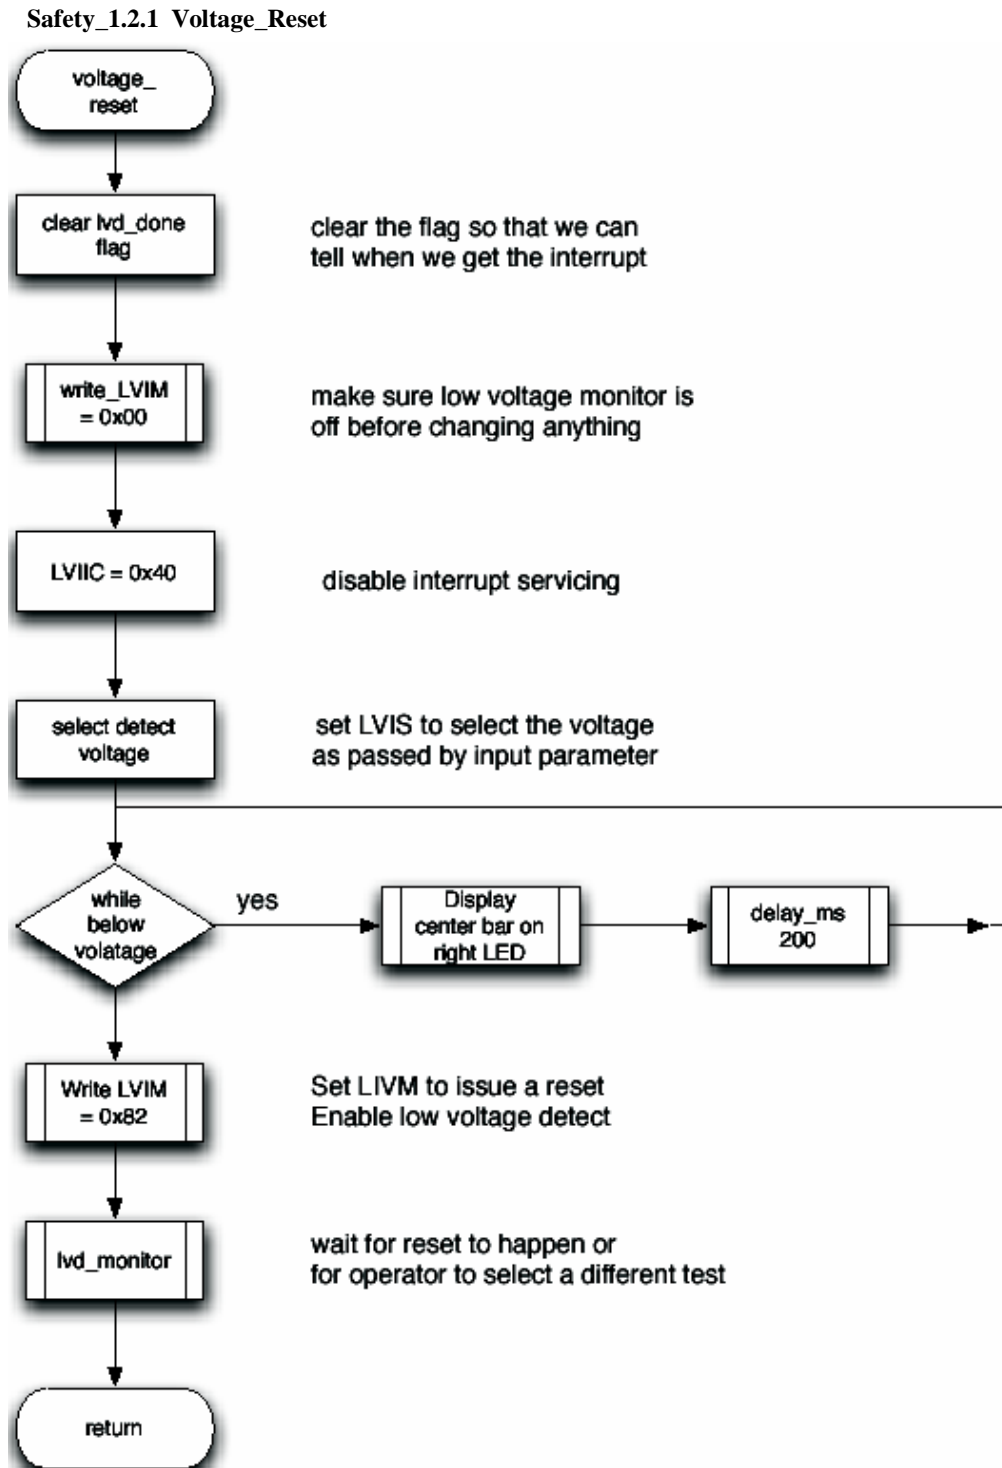 Safety_1.2.1 Voltage_Reset
voltage_
reset
clear lvd_done
flag
clear the flag so that we can
tell when we get the interrupt
write_LVIM
= 0x00
make sure low voltage monitor is
off before changing anything
LVIIC = 0x40
disable interrupt servicing
select detect
voltage
set LVIS to select the voltage
as passed by input parameter
while
below
volatage
yes
Display
center bar on
right LED
delay_ms
200
Write LVIM
= 0x82
Set LIVM to issue a reset
Enable low voltage detect
lvd_monitor
wait for reset to happen or
for operator to select a different test
return